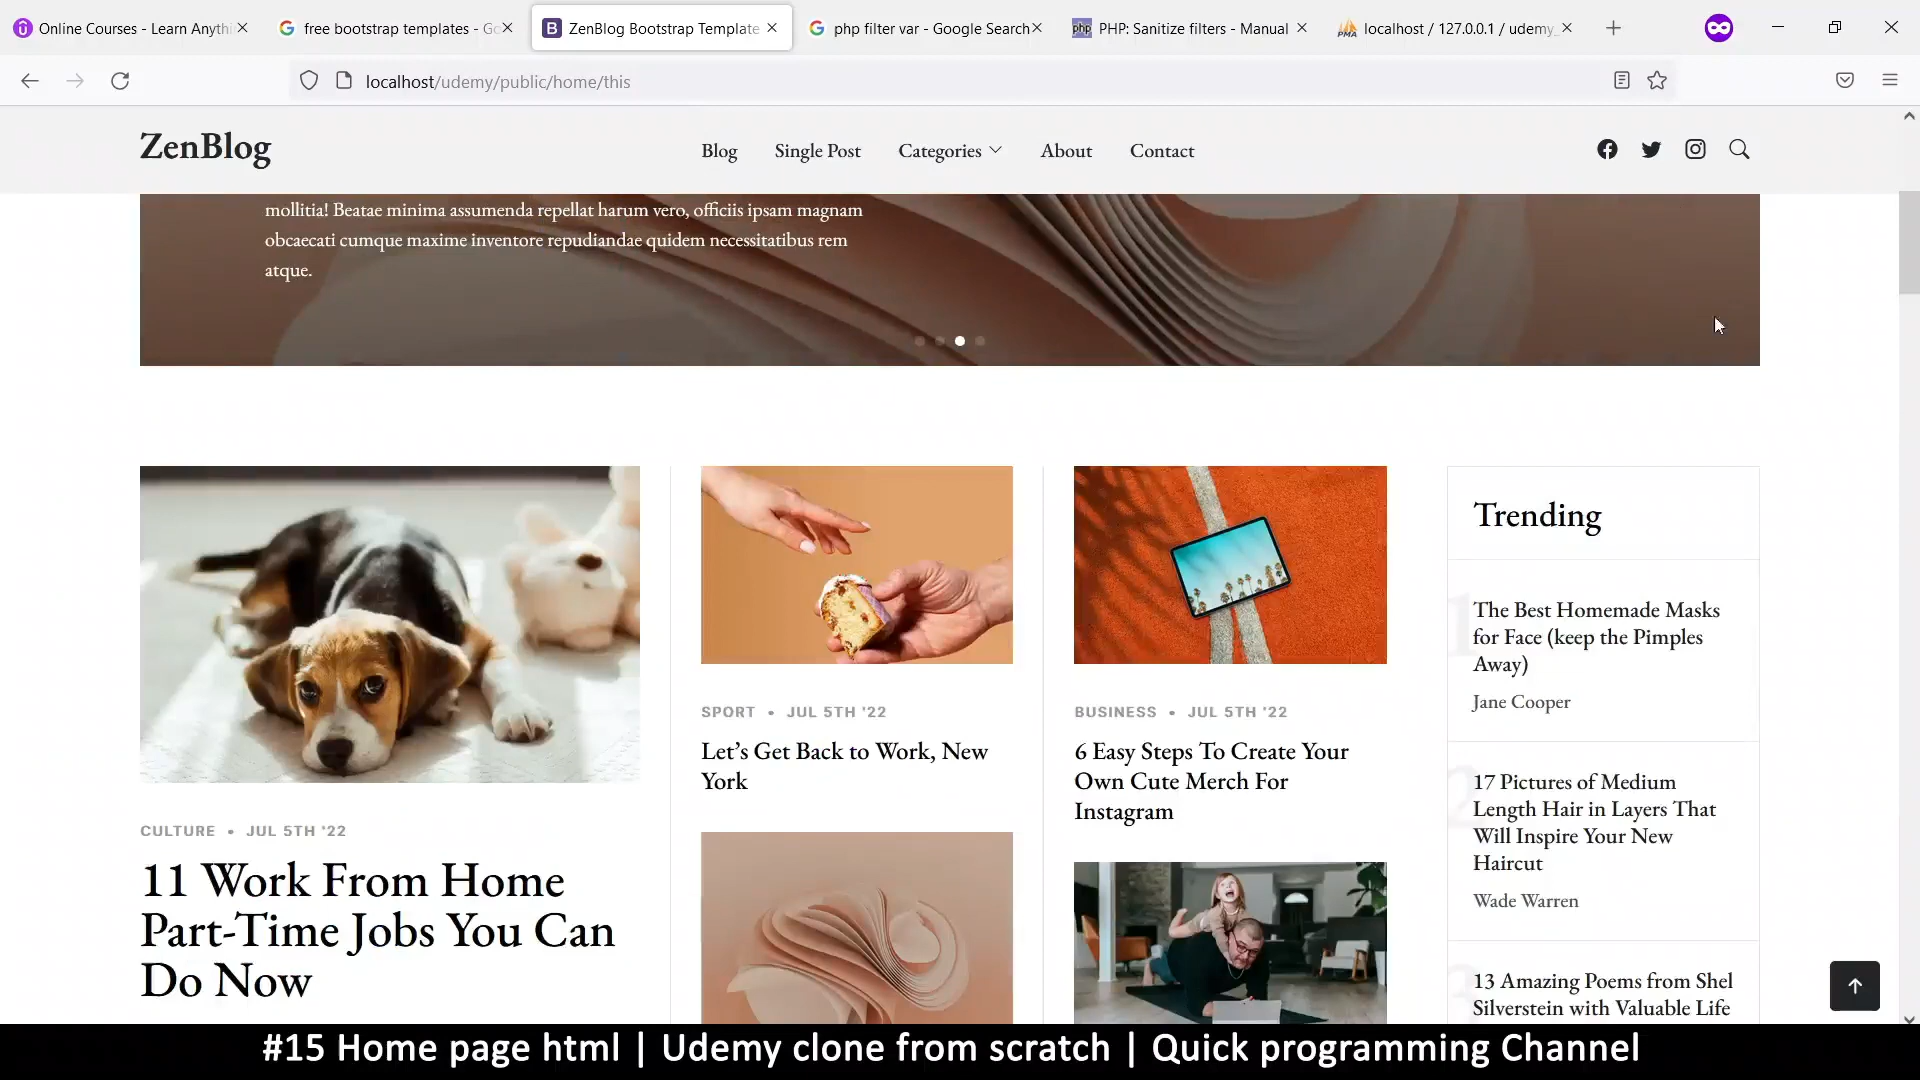 Online Courses - Learn Anythi
free bootstrap templates - Go
ZenBlog Bootstrap Template
php filter var - Google Search
PHP: Sanitize filters - Manual
localhost / 127.0.0.1 / udemy_
localhost/udemy/public/home/this
ZenBlog
Blog
Single Post
Categories
About
Contact
mollitia! Beatae minima assumenda repellat harum vero, officiis ipsam magnam
obcaecati cumque maxime inventore repudiandae quidem necessitatibus rem
atque.
CULTURE • JUL 5TH '22
11 Work From Home
Part-Time Jobs You Can
Do Now
SPORT • JUL 5TH '22
Let’s Get Back to Work, New
York
BUSINESS • JUL 5TH '22
6 Easy Steps To Create Your
Own Cute Merch For
Instagram
Trending
1
The Best Homemade Masks
for Face (keep the Pimples
Away)
Jane Cooper
2
17 Pictures of Medium
Length Hair in Layers That
Will Inspire Your New
Haircut
Wade Warren
3
13 Amazing Poems from Shel
Silverstein with Valuable Life
#15 Home page html | Udemy clone from scratch | Quick programming Channel